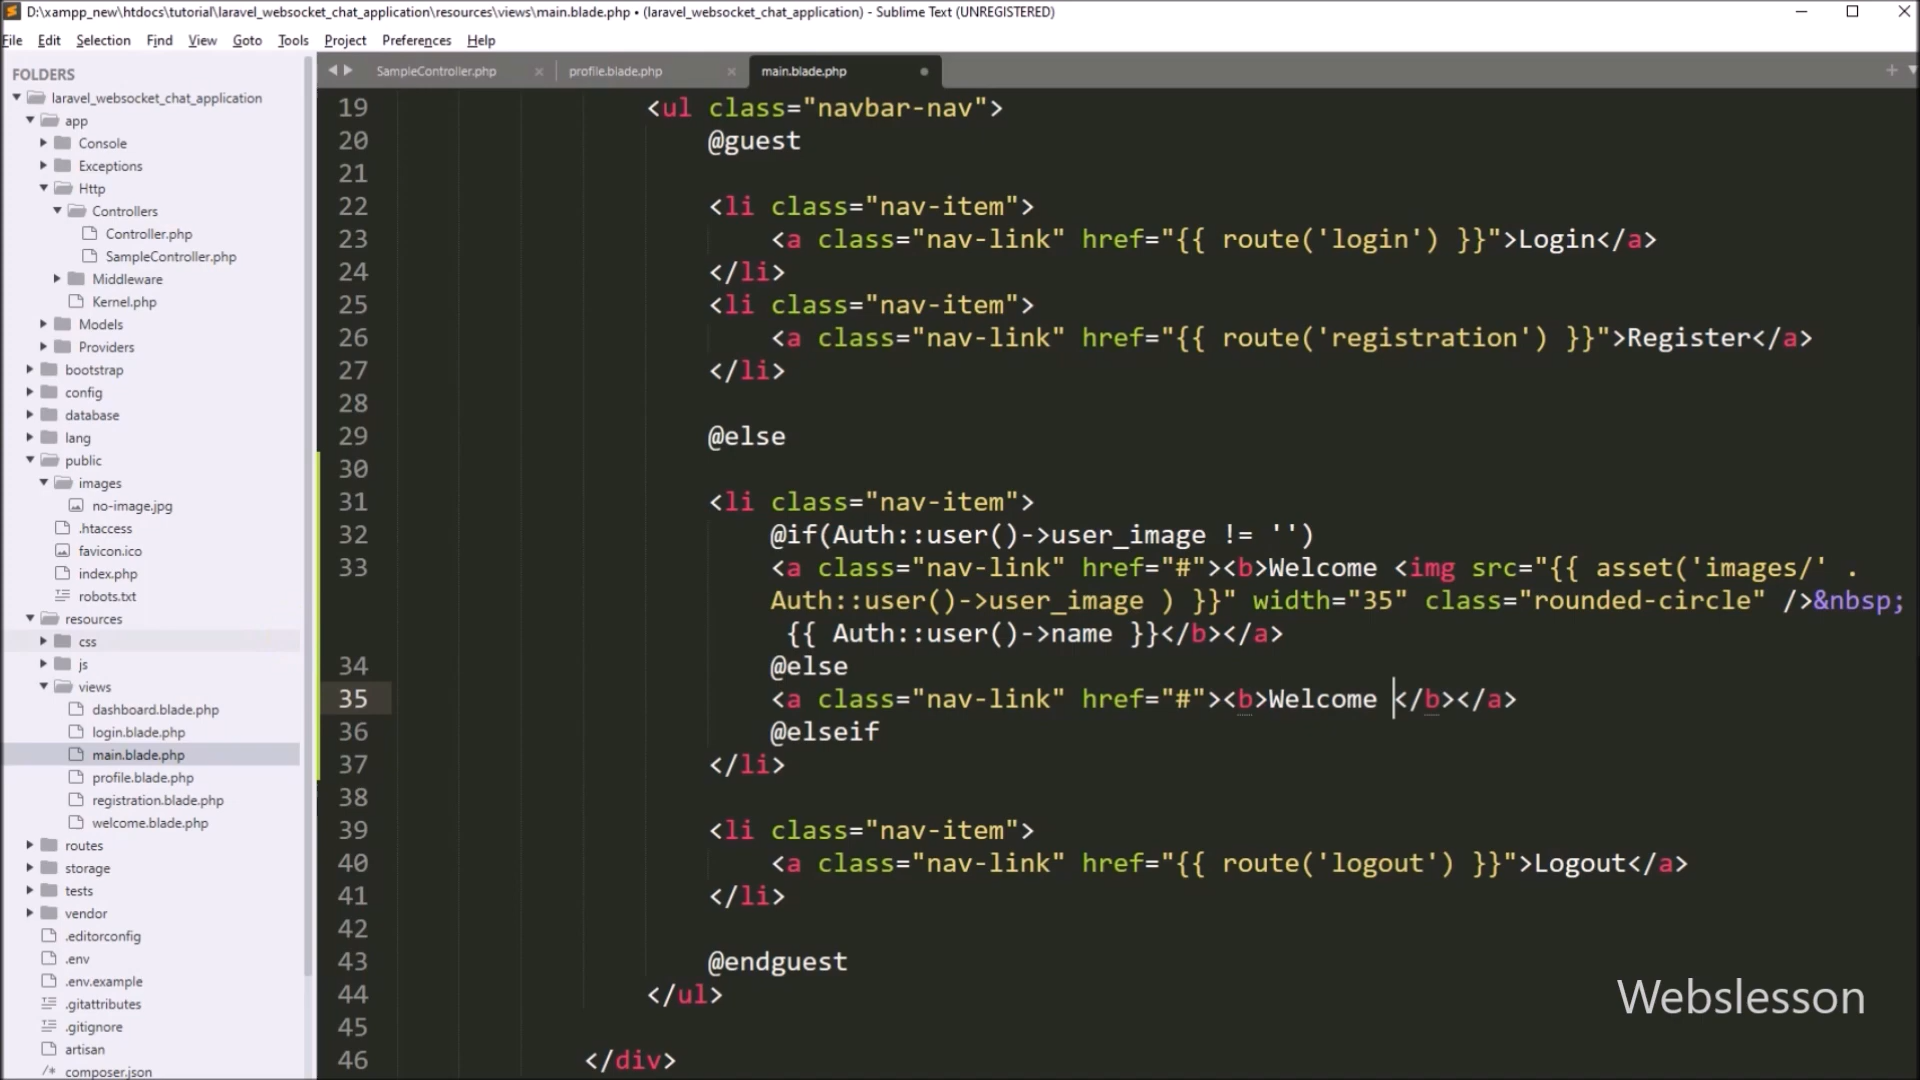 D:\xampp_new\htdocs\tutorial\laravel_websocket_chat_application\resources\views\main.blade.php • (laravel_websocket_chat_application) - Sublime Text (UNREGISTERED)
File Edit Selection Find View Goto Tools Project Preferences Help
FOLDERS
laravel_websocket_chat_application
app
Console
Exceptions
Http
Controllers
Controller.php
SampleController.php
Middleware
Kernel.php
Models
Providers
bootstrap
config
database
lang
public
images
no-image.jpg
.htaccess
favicon.ico
index.php
robots.txt
resources
css
js
views
dashboard.blade.php
login.blade.php
main.blade.php
profile.blade.php
registration.blade.php
welcome.blade.php
routes
storage
tests
vendor
.editorconfig
.env
.env.example
.gitattributes
.gitignore
artisan
composer.json
SampleController.php profile.blade.php main.blade.php
19 <ul class="navbar-nav">
20 @guest
21
22 <li class="nav-item">
23 <a class="nav-link" href="{{ route('login') }}">Login</a>
24 </li>
25 <li class="nav-item">
26 <a class="nav-link" href="{{ route('registration') }}">Register</a>
27 </li>
28
29 @else
30
31 <li class="nav-item">
32 @if(Auth::user()->user_image != '')
33 <a class="nav-link" href="#"><b>Welcome <img src="{{ asset('images/' .
Auth::user()->user_image ) }}" width="35" class="rounded-circle" />&nbsp;
{{ Auth::user()->name }}</b></a>
34 @else
35 <a class="nav-link" href="#"><b>Welcome </b></a>
36 @elseif
37 </li>
38
39 <li class="nav-item">
40 <a class="nav-link" href="{{ route('logout') }}">Logout</a>
41 </li>
42
43 @endguest
44 </ul>
45
46 </div>
Webslesson